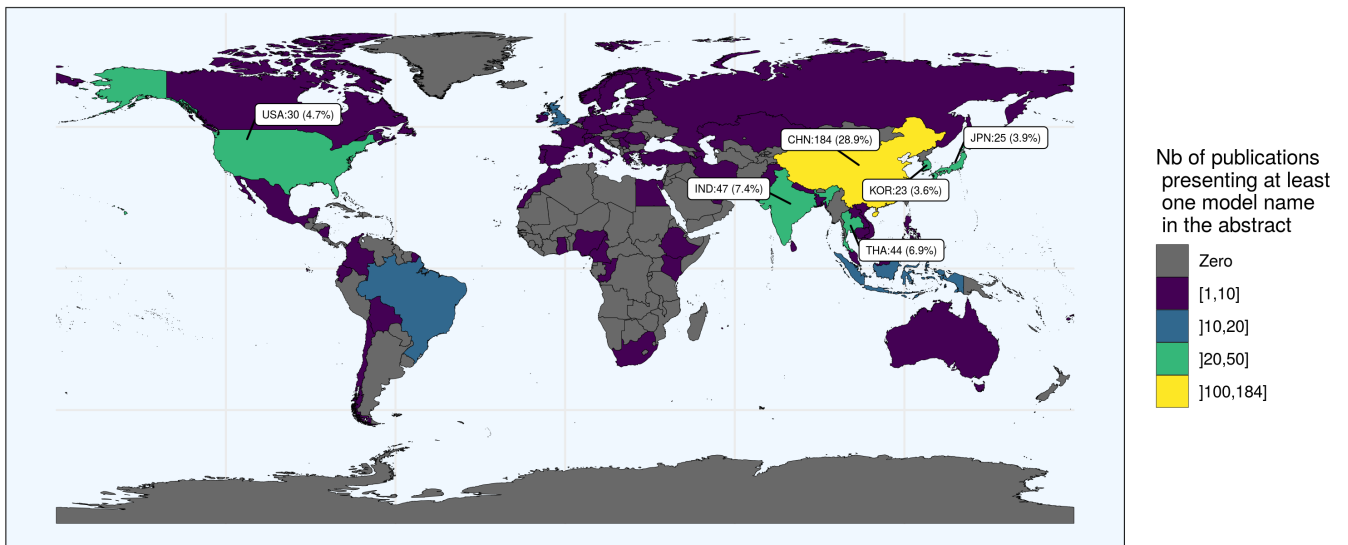 USA:30 (4.7%)
CHN:184 (28.9%)
JPN:25 (3.9%)
IND:47 (7.4%)
KOR:23 (3.6%)
THA:44 (6.9%)
Nb of publications
presenting at least
one model name
in the abstract
Zero
[1,10]
]10,20]
]20,50]
]100,184]